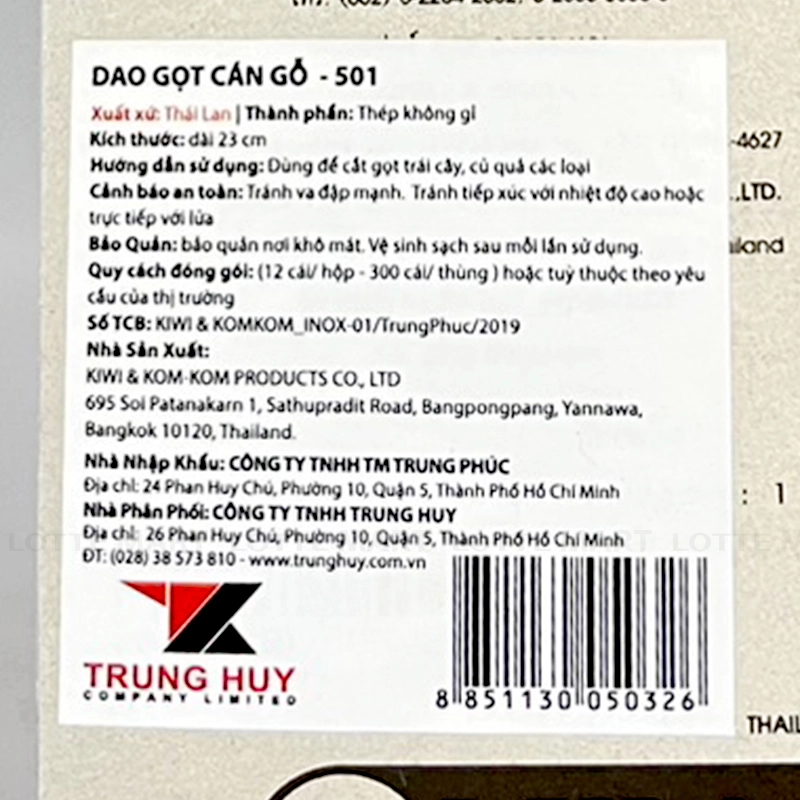 DAO GỌT CÁN GỖ - 501
Xuất xứ: Thái Lan | Thành phần: Thép không gỉ
Kích thước: dài 23 cm
Hướng dẫn sử dụng: Dùng để cắt gọt trái cây, củ quả các loại
Cảnh báo an toàn: Tránh va đập mạnh. Tránh tiếp xúc với nhiệt độ cao hoặc
trực tiếp với lửa
Bảo Quản: bảo quản nơi khô mát. Vệ sinh sạch sau mỗi lần sử dụng.
Quy cách đóng gói: (12 cái/ hộp - 300 cái/ thùng ) hoặc tuỳ thuộc theo yêu
cầu của thị trường
Số TCB: KIWI & KOMKOM_INOX-01/TrungPhuc/2019
Nhà Sản Xuất:
KIWI & KOM-KOM PRODUCTS CO., LTD
695 Soi Patanakarn 1, Sathupradit Road, Bangpongpang, Yannawa,
Bangkok 10120, Thailand.
Nhà Nhập Khẩu: CÔNG TY TNHH TM TRUNG PHÚC
Địa chỉ: 24 Phan Huy Chú, Phường 10, Quận 5, Thành Phố Hồ Chí Minh
Nhà Phân Phối: CÔNG TY TNHH TRUNG HUY
Địa chỉ: 26 Phan Huy Chú, Phường 10, Quận 5, Thành Phố Hồ Chí Minh
ĐT: (028) 38 573 810 - www.trunghuy.com.vn
TRUNG HUY
COMPANY LIMITED
8 851130 050326
-4627
.,LTD.
ailand
: 1
THAIL
LOTTE MART LOTTE